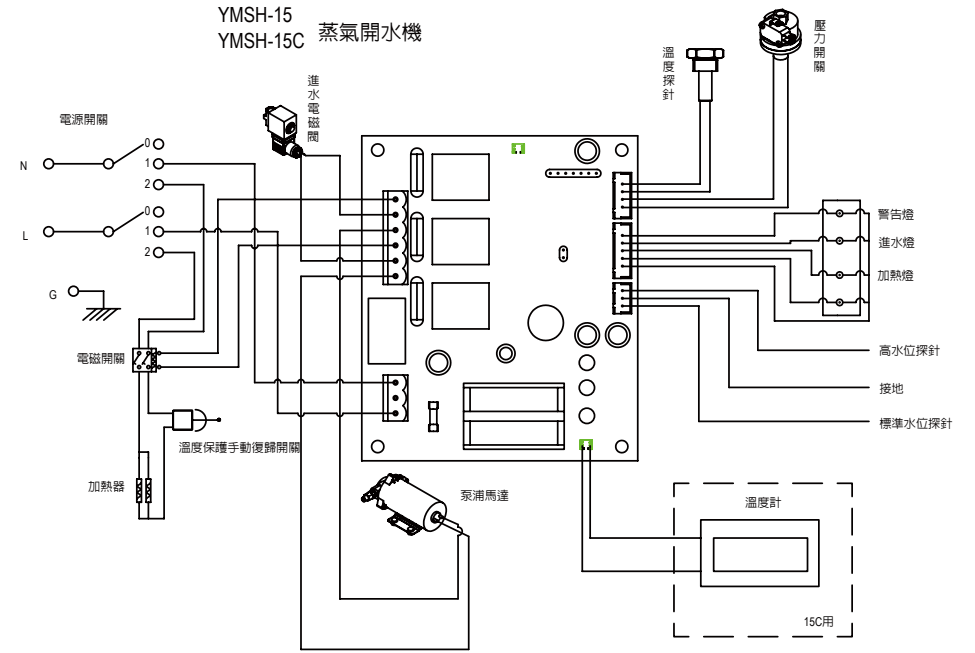 YMSH-15
YMSH-15C 蒸氣開水機
電源開關
N
0
1
2
L
0
1
2
G
電磁開關
溫度保護手動復歸開關
加熱器
進水電磁閥
泵浦馬達
溫度探針
壓力開關
警告燈
進水燈
加熱燈
高水位探針
接地
標準水位探針
溫度計
15C用